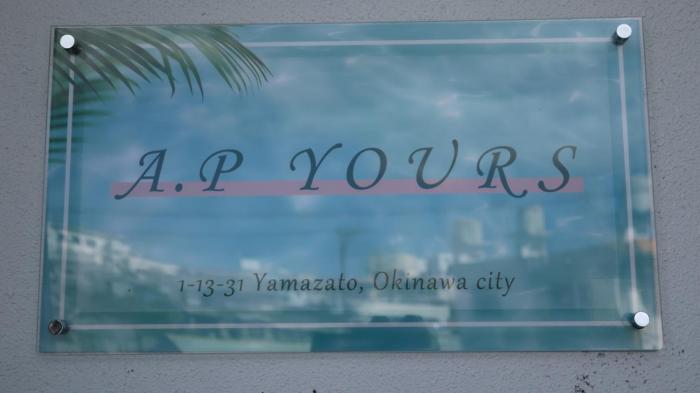 A.P YOURS
1-13-31 Yamazato, Okinawa city